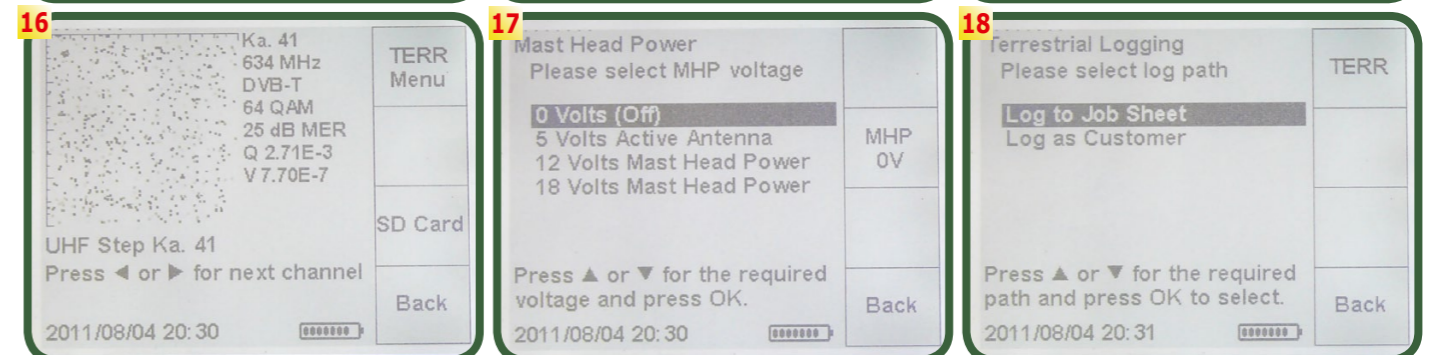 16
Ka. 41
634 MHz
DVB-T
64 QAM
25 dB MER
Q 2.71E-3
V 7.70E-7
UHF Step Ka. 41
Press ◄ or ► for next channel
2011/08/04 20:30
TERR
Menu
SD Card
Back
17
Mast Head Power
Please select MHP voltage
0 Volts (Off)
5 Volts Active Antenna
12 Volts Mast Head Power
18 Volts Mast Head Power
Press ▲ or ▼ for the required
voltage and press OK.
2011/08/04 20:30
MHP
0V
Back
18
Terrestrial Logging
Please select log path
Log to Job Sheet
Log as Customer
Press ▲ or ▼ for the required
path and press OK to select.
2011/08/04 20:31
TERR
Back